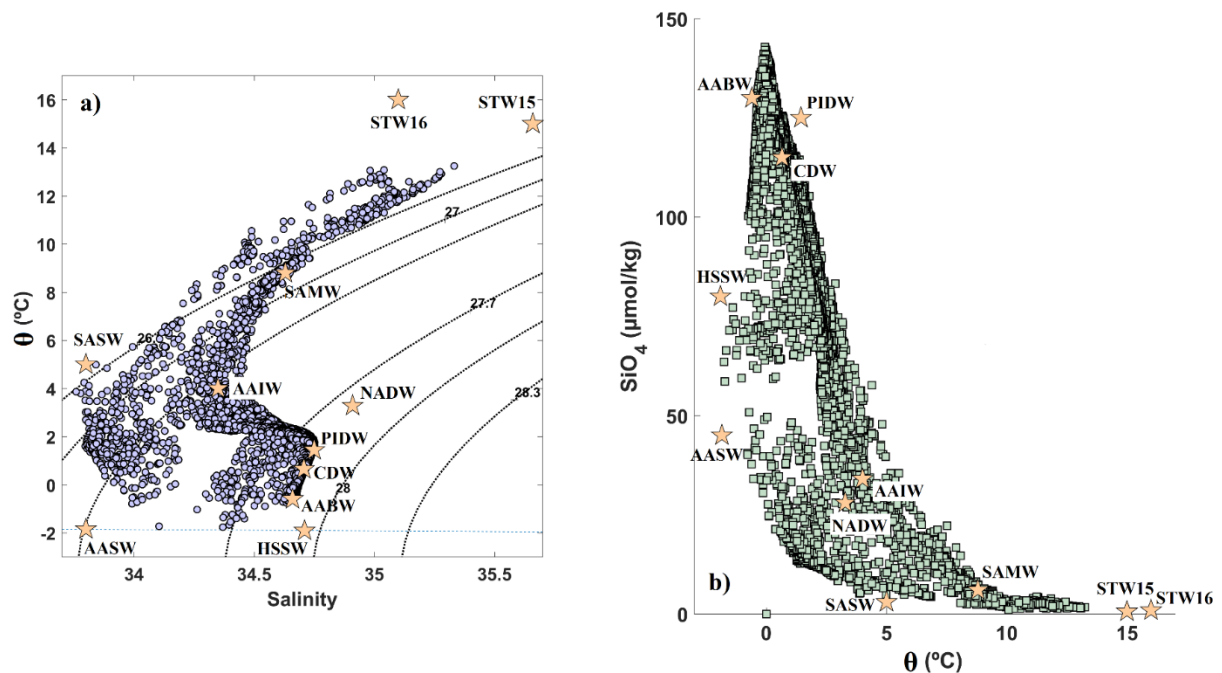 a)
16
14
12
10
8
6
4
2
0
-2
θ (ºC)
34
34.5
35
35.5
Salinity
STW16
STW15
27
SAMW
27.7
26.
SASW
AAIW
NADW
28.3
PIDW
CDW
28
AABW
AASW
HSSW
150
100
50
0
SiO4 (µmol/kg)
AABW
PIDW
CDW
HSSW
AASW
AAIW
NADW
SAMW
b)
SASW
STW15
STW16
0
5
10
15
θ (ºC)